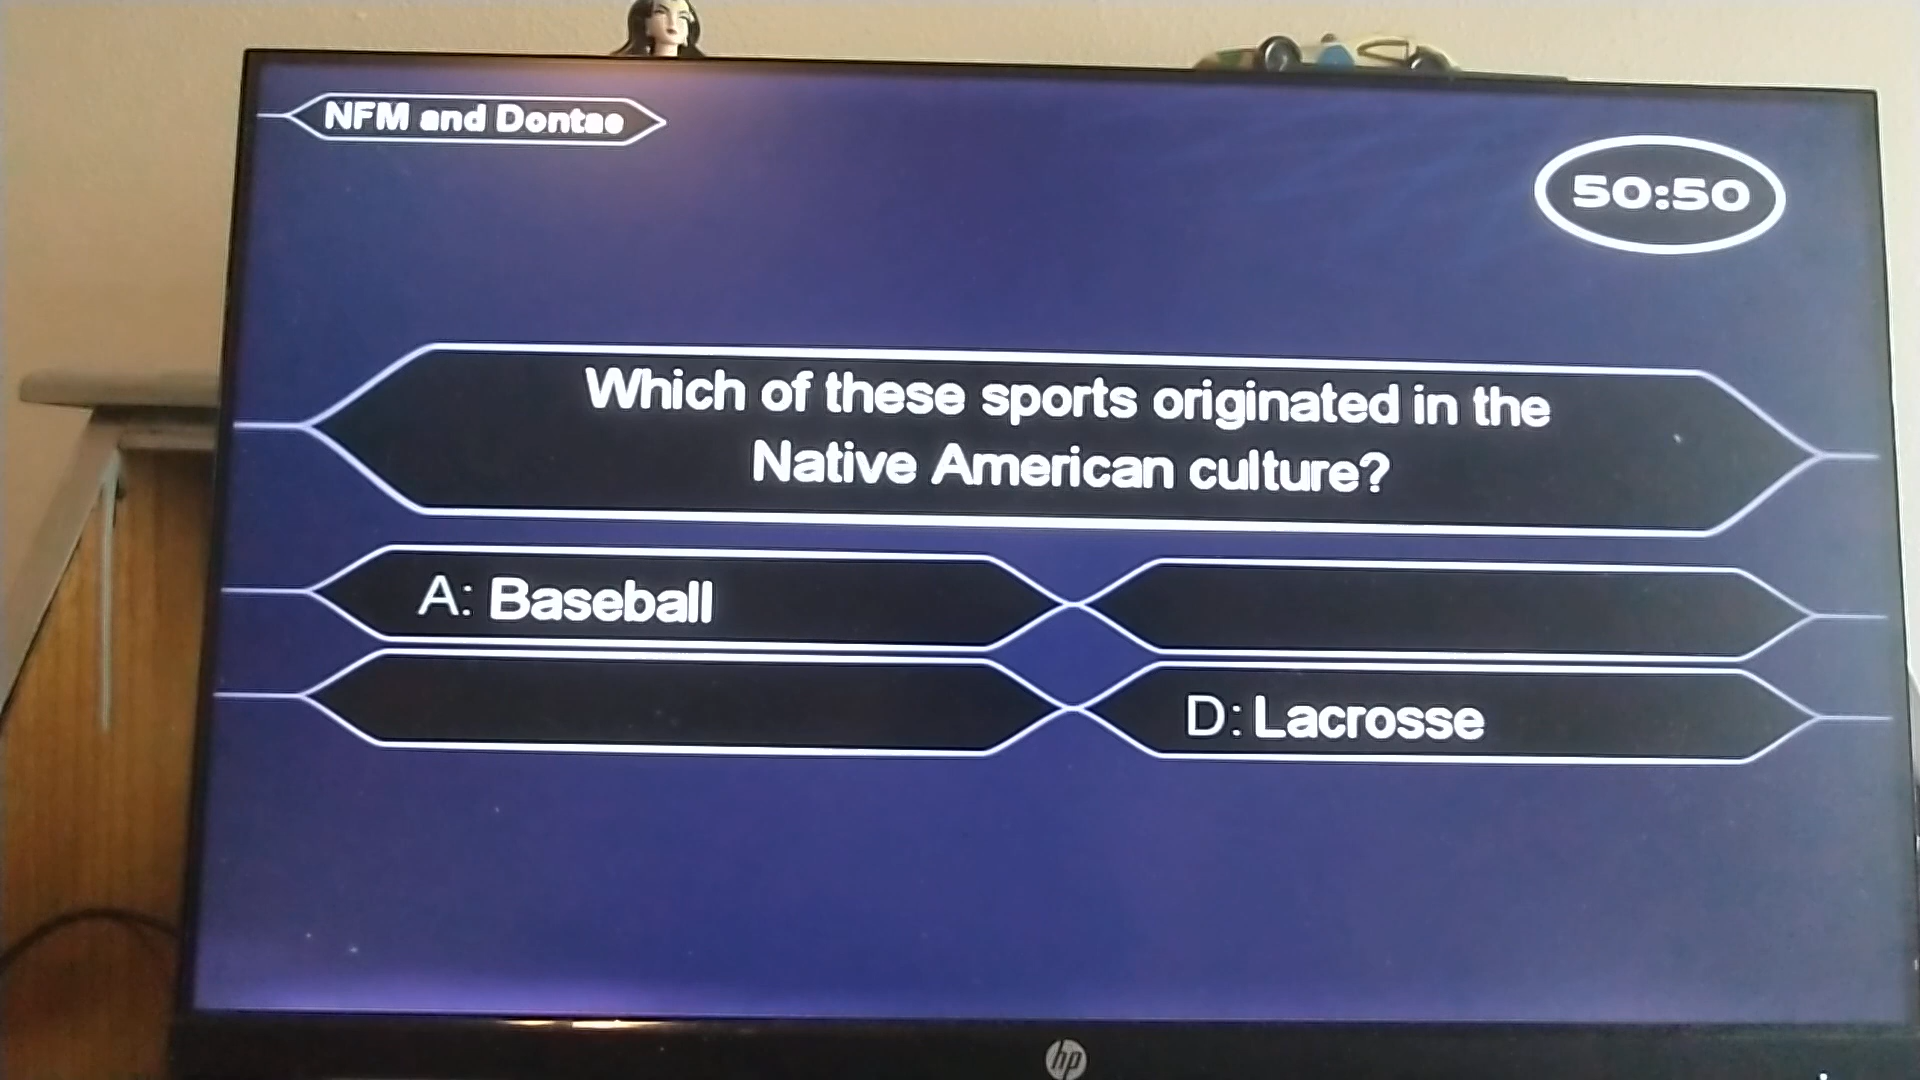 NFM and Dontae
50:50
Which of these sports originated in the
Native American culture?
A: Baseball
D: Lacrosse
hp